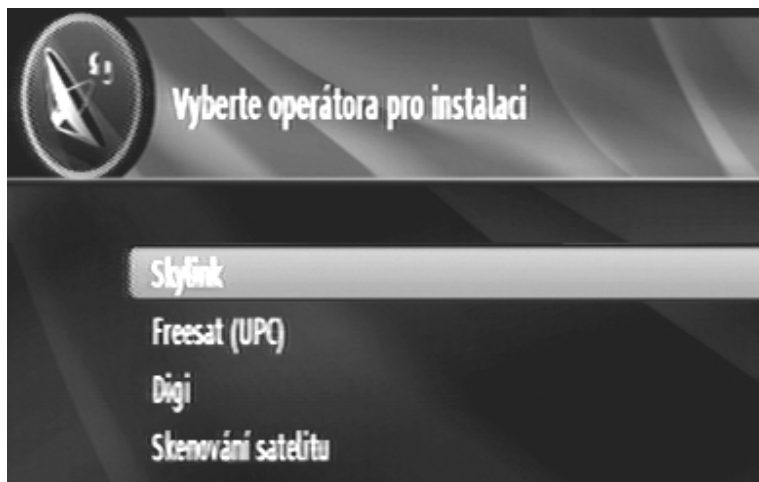 Vyberte operátora pro instalaci
Skylink
Freesat (UPC)
Digi
Skenování satelitu